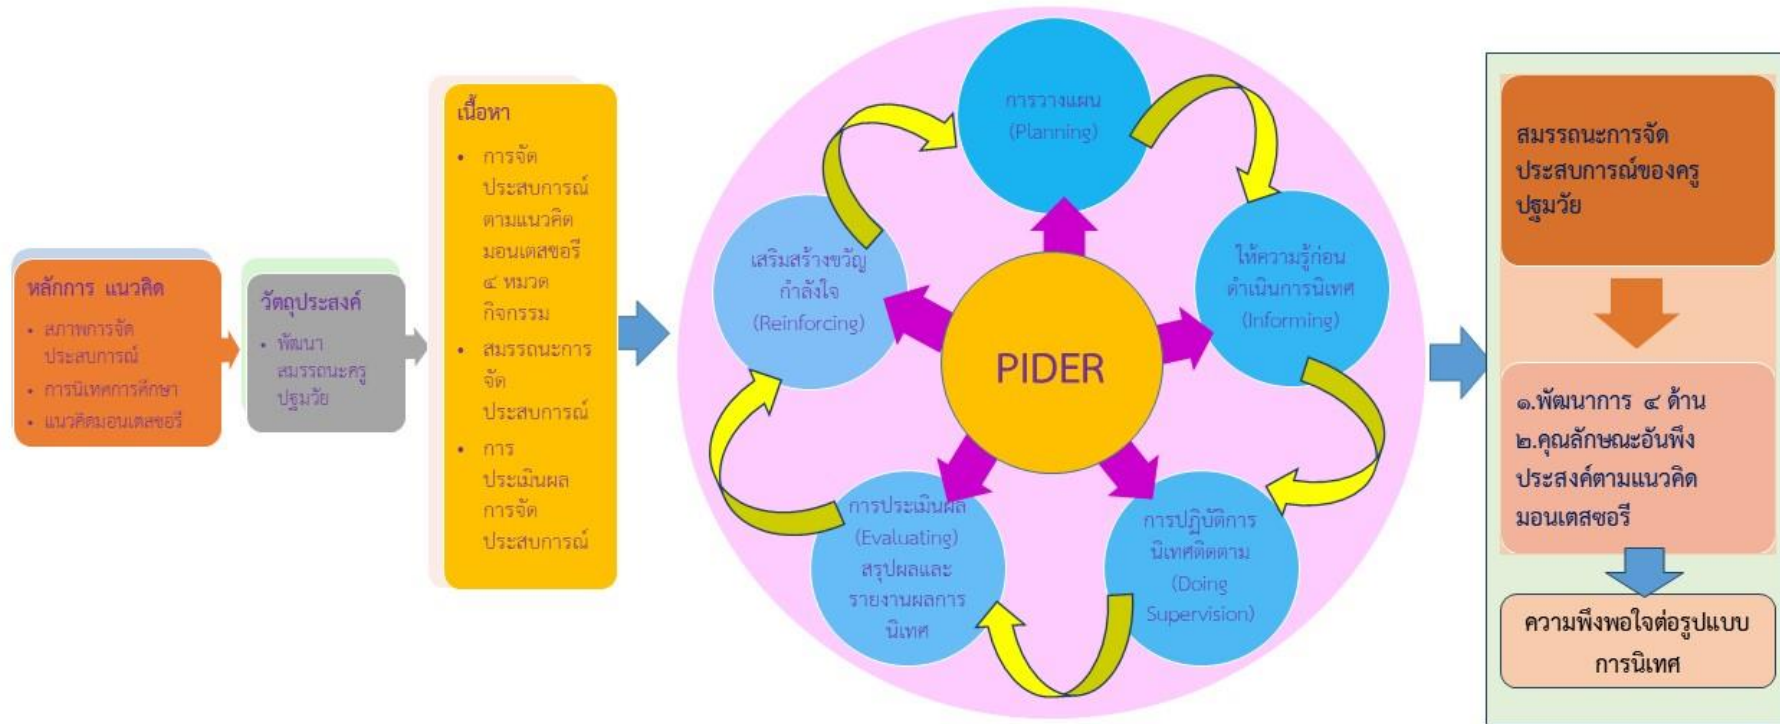 หลักการ แนวคิด
• สภาพการจัด
ประสบการณ์
• การนิเทศการศึกษา
• แนวคิดมอนเตสซอรี
วัตถุประสงค์
• พัฒนา
สมรรถนะครู
ปฐมวัย
เนื้อหา
• การจัด
ประสบการณ์
ตามแนวคิด
มอนเตสซอรี
๔ หมวด
กิจกรรม
• สมรรถนะการ
จัด
ประสบการณ์
• การ
ประเมินผล
การจัด
ประสบการณ์
PIDER
การวางแผน
(Planning)
ให้ความรู้ก่อน
ดำเนินการนิเทศ
(Informing)
การปฏิบัติการ
นิเทศติดตาม
(Doing
Supervision)
การประเมินผล
(Evaluating)
สรุปผลและ
รายงานผลการ
นิเทศ
เสริมสร้างขวัญ
กำลังใจ
(Reinforcing)
สมรรถนะการจัด
ประสบการณ์ของครู
ปฐมวัย
๑.พัฒนาการ ๔ ด้าน
๒.คุณลักษณะอันพึง
ประสงค์ตามแนวคิด
มอนเตสซอรี
ความพึงพอใจต่อรูปแบบ
การนิเทศ